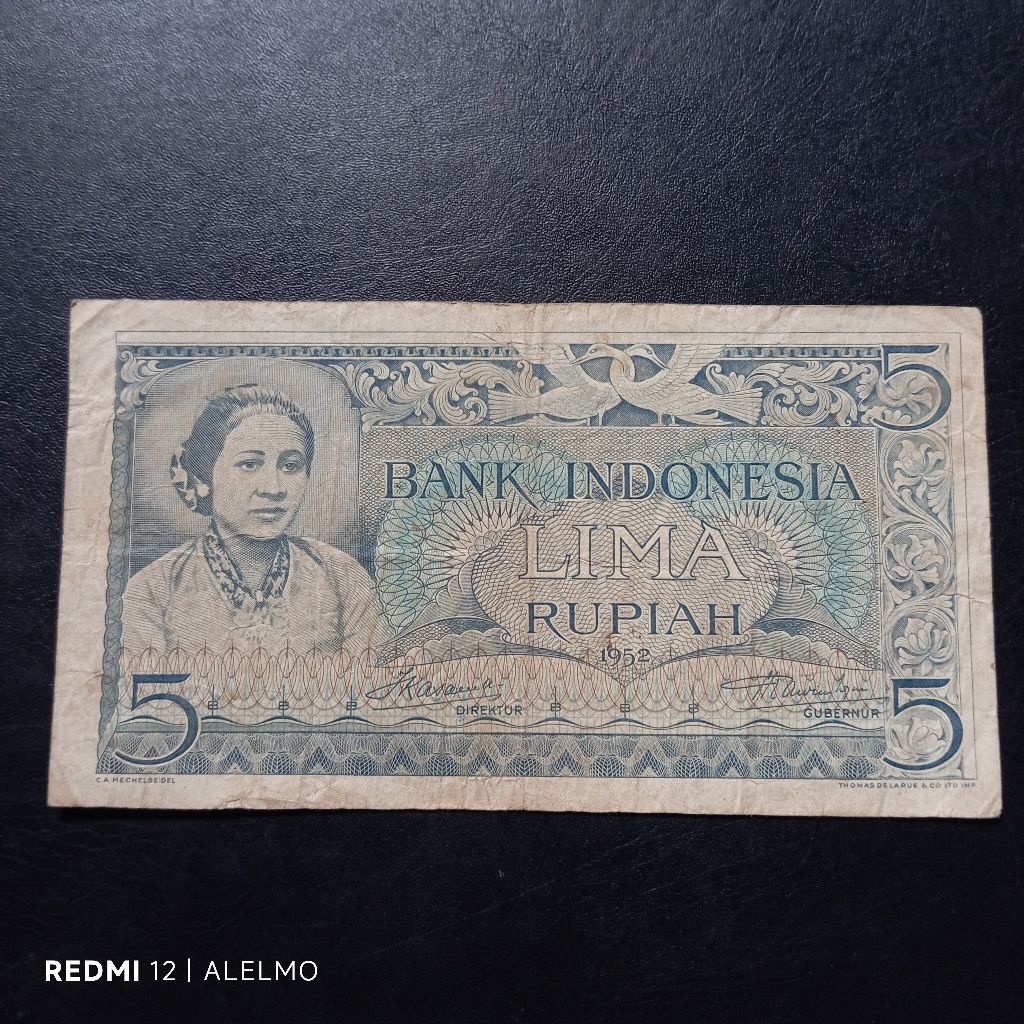 5
BANK INDONESIA
LIMA
RUPIAH
1952
5
DIREKTUR
GUBERNUR
5
C.A. MECHELSE DEL.
THOMAS DE LA RUE & CO LTD IMP.
REDMI 12 | ALELMO